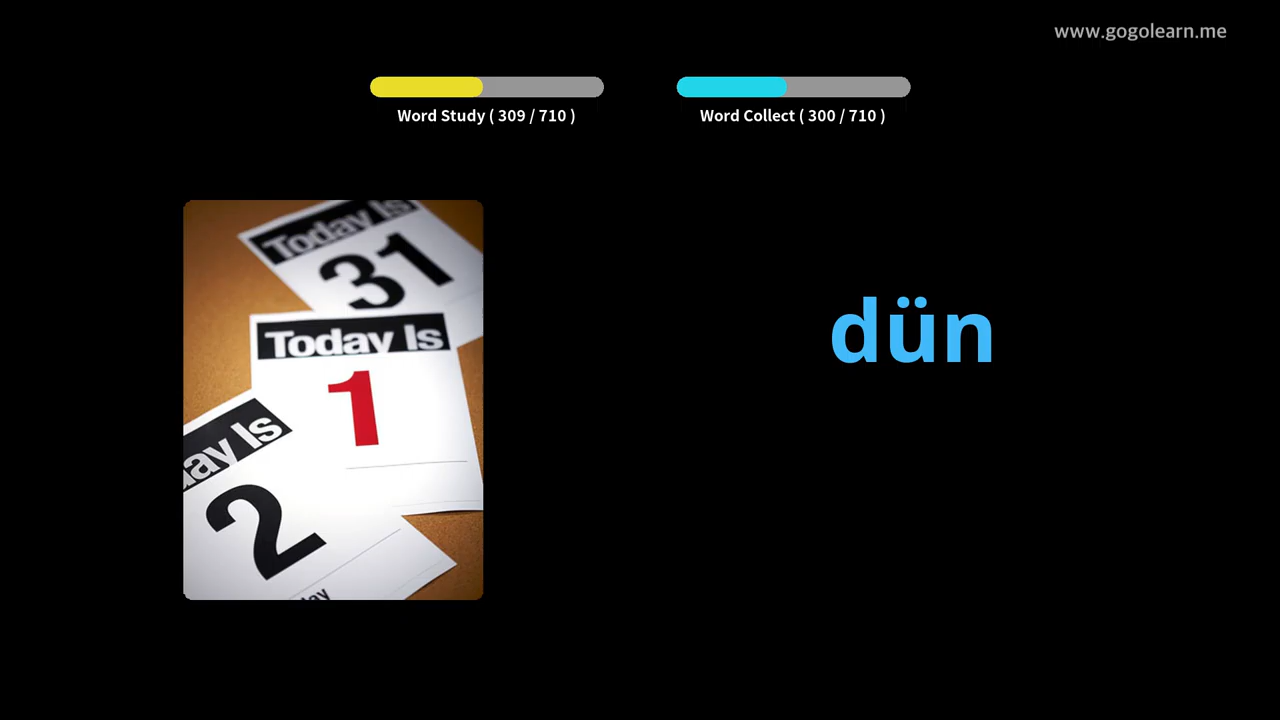 www.gogolearn.me
Word Study ( 309 / 710 )
Word Collect ( 300 / 710 )
Today Is
31
Today Is
1
ay Is
2
ay
dün